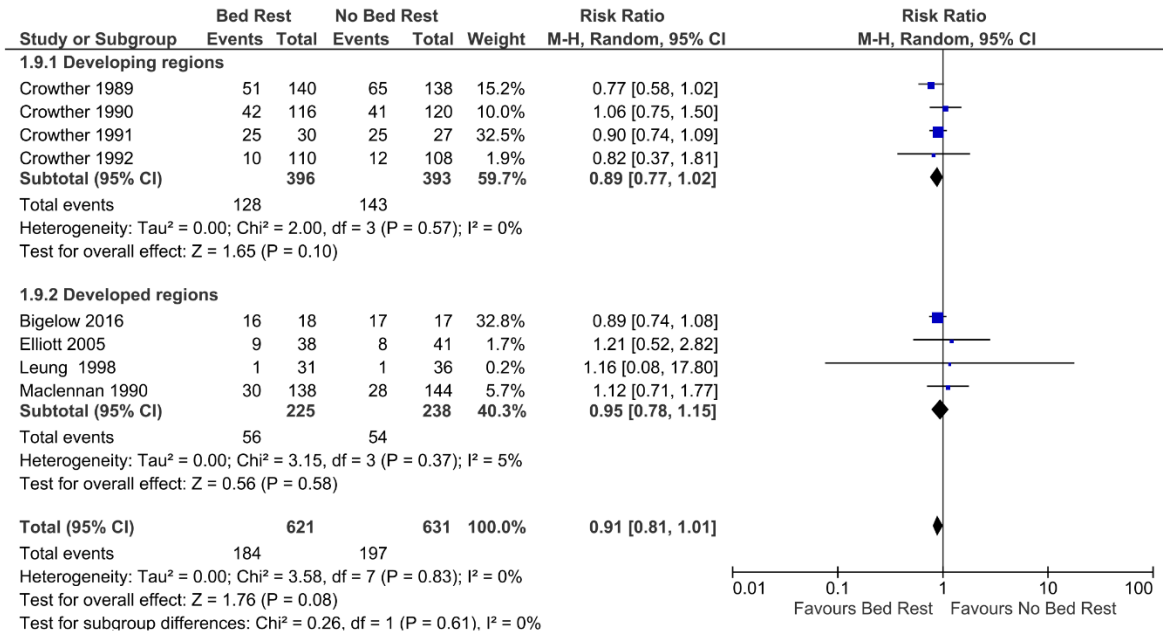 Bed Rest No Bed Rest Risk Ratio Risk Ratio
Study or Subgroup Events Total Events Total Weight M-H, Random, 95% CI M-H, Random, 95% CI
1.9.1 Developing regions
Crowther 1989 51 140 65 138 15.2% 0.77 [0.58, 1.02]
Crowther 1990 42 116 41 120 10.0% 1.06 [0.75, 1.50]
Crowther 1991 25 30 25 27 32.5% 0.90 [0.74, 1.09]
Crowther 1992 10 110 12 108 1.9% 0.82 [0.37, 1.81]
Subtotal (95% CI) 396 393 59.7% 0.89 [0.77, 1.02]
Total events 128 143
Heterogeneity: Tau² = 0.00; Chi² = 2.00, df = 3 (P = 0.57); I² = 0%
Test for overall effect: Z = 1.65 (P = 0.10)
1.9.2 Developed regions
Bigelow 2016 16 18 17 17 32.8% 0.89 [0.74, 1.08]
Elliott 2005 9 38 8 41 1.7% 1.21 [0.52, 2.82]
Leung 1998 1 31 1 36 0.2% 1.16 [0.08, 17.80]
Maclennan 1990 30 138 28 144 5.7% 1.12 [0.71, 1.77]
Subtotal (95% CI) 225 238 40.3% 0.95 [0.78, 1.15]
Total events 56 54
Heterogeneity: Tau² = 0.00; Chi² = 3.15, df = 3 (P = 0.37); I² = 5%
Test for overall effect: Z = 0.56 (P = 0.58)
Total (95% CI) 621 631 100.0% 0.91 [0.81, 1.01]
Total events 184 197
Heterogeneity: Tau² = 0.00; Chi² = 3.58, df = 7 (P = 0.83); I² = 0%
Test for overall effect: Z = 1.76 (P = 0.08)
Test for subgroup differences: Chi² = 0.26, df = 1 (P = 0.61), I² = 0%
0.01 0.1 1 10 100
Favours Bed Rest Favours No Bed Rest